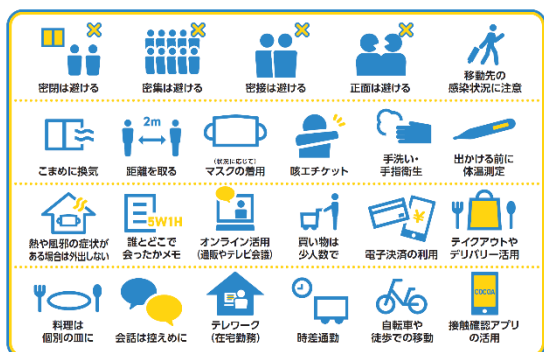 密閉は避ける
密集は避ける
密接は避ける
正面は避ける
移動先の
感染状況に注意
こまめに換気
2m
距離を取る
(状況に応じて)
マスクの着用
咳エチケット
手洗い・
手指衛生
出かける前に
体温測定
熱や風邪の症状が
ある場合は外出しない
5W1H
誰とどこで
会ったかメモ
オンライン活用
(通販やテレビ会議)
買い物は
少人数で
¥
電子決済の利用
テイクアウトや
デリバリー活用
料理は
個別の皿に
会話は控えめに
テレワーク
(在宅勤務)
時差通勤
自転車や
徒歩での移動
COCOA
接触確認アプリ
の活用